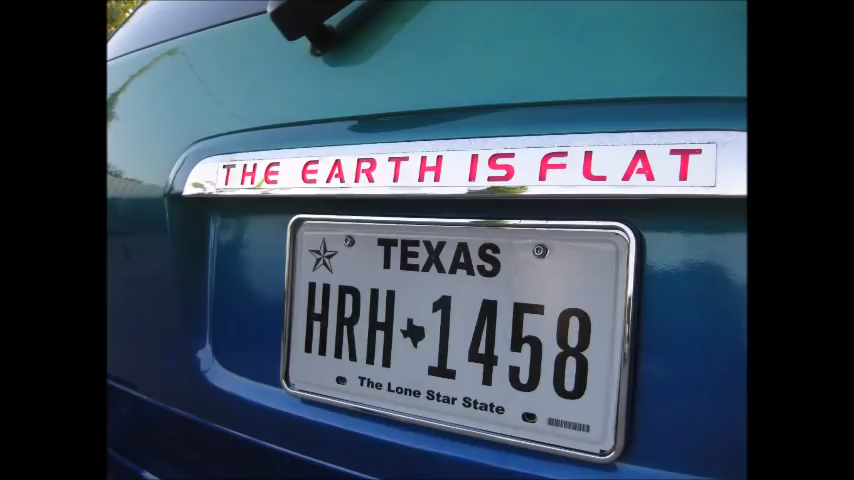 THE EARTH IS FLAT
TEXAS
HRH 1458
The Lone Star State